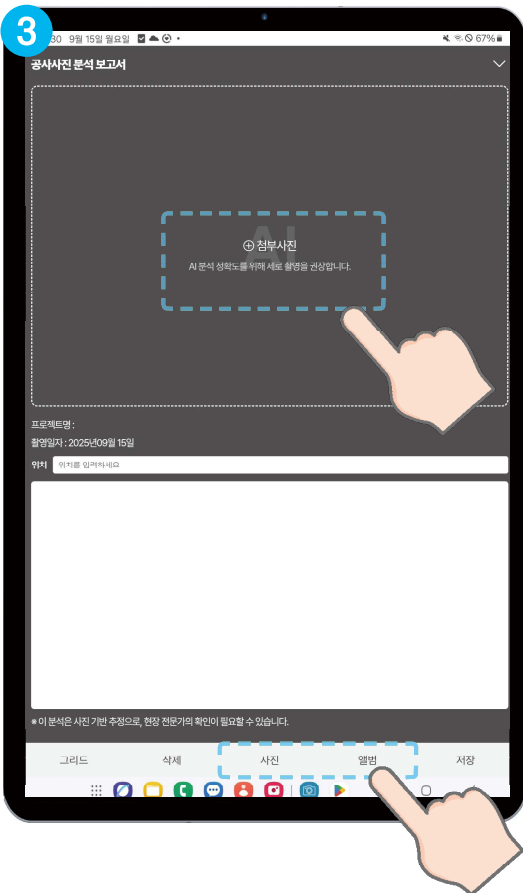 3
30 9월 15일 월요일
67%
공사사진 분석 보고서
AI
첨부사진
AI 분석 정확도를 위해 세로 촬영을 권장합니다.
프로젝트명 :
촬영일자 : 2025년09월 15일
위치 위치를 입력하세요
※ 이 분석은 사진 기반 추정으로, 현장 전문가의 확인이 필요할 수 있습니다.
그리드 삭제 사진 앨범 저장